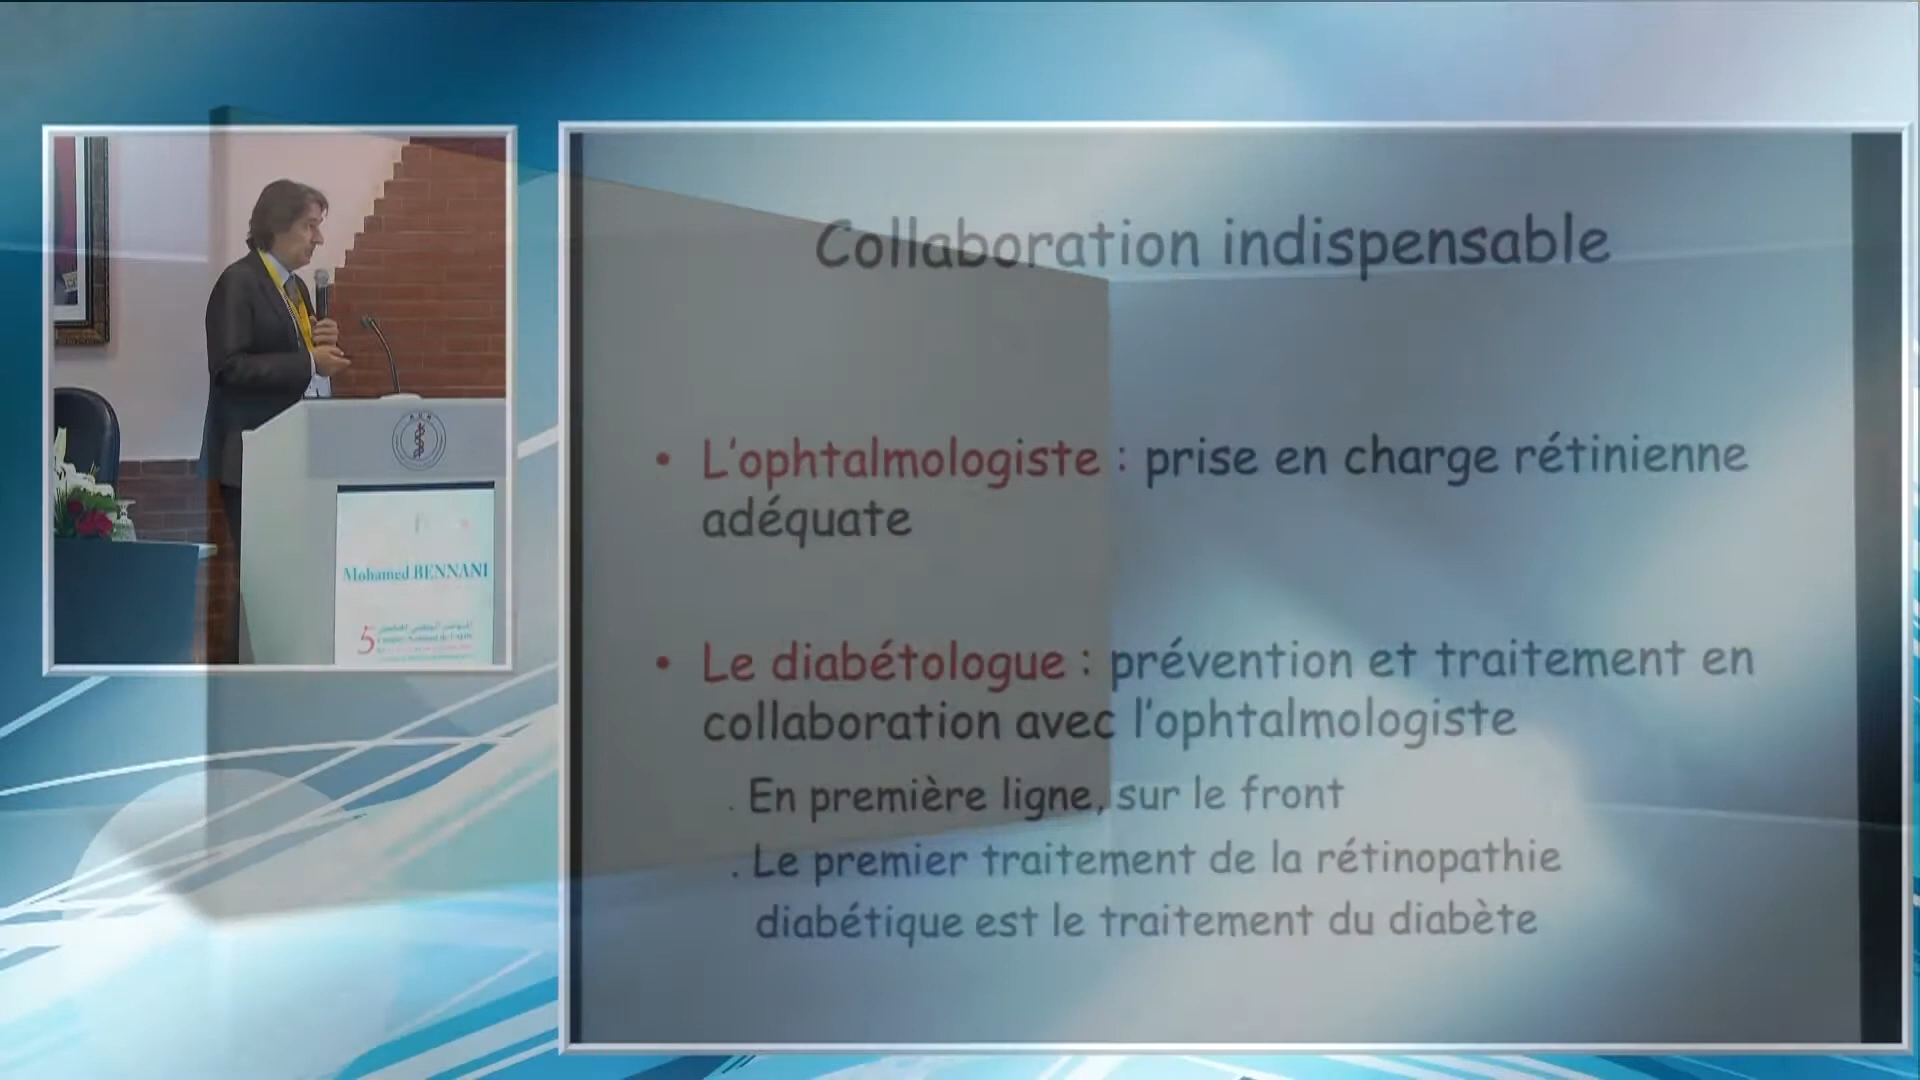 Collaboration indispensable
• L'ophtalmologiste : prise en charge rétinienne
adéquate
• Le diabétologue : prévention et traitement en
collaboration avec l'ophtalmologiste
. En première ligne, sur le front
. Le premier traitement de la rétinopathie
diabétique est le traitement du diabète
Mohamed BENNANI
5